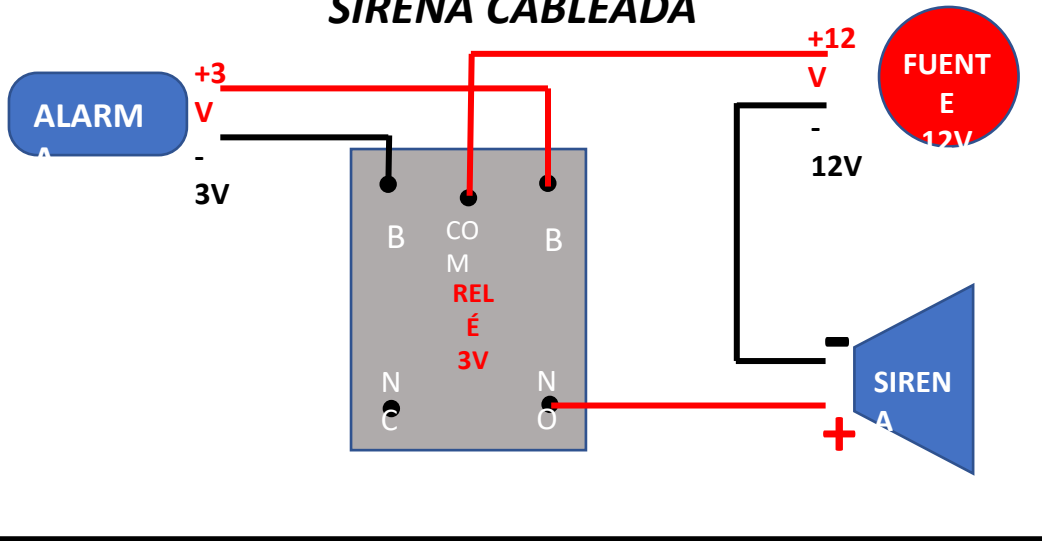 SIRENA CABLEADA
+12
V
FUENT
E
12V
-
12V
ALARM
A
+3
V
-
3V
B
CO
M
B
REL
É
3V
N
C
N
O
-
SIREN
A
+